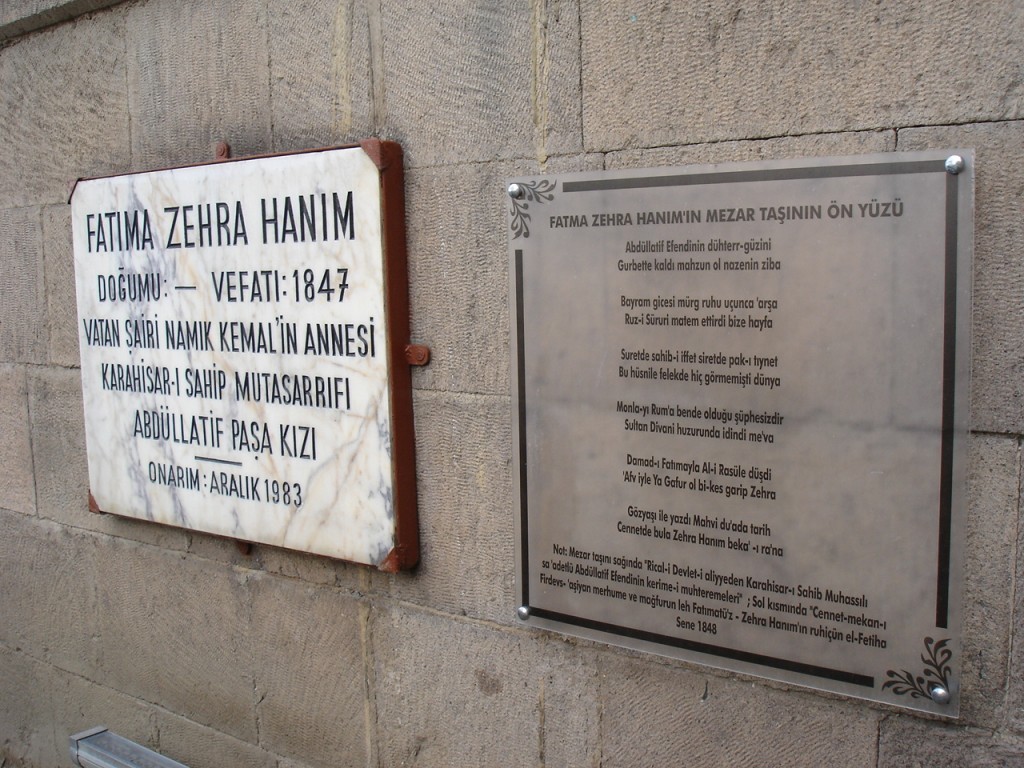 FATIMA ZEHRA HANIM
DOĞUMU: — VEFATI: 1847
VATAN ŞAİRİ NAMIK KEMAL'İN ANNESİ
KARAHİSAR-I SAHİP MUTASARRIFI
ABDÜLLATİF PAŞA KIZI
ONARIM: ARALIK 1983
FATMA ZEHRA HANIM'IN MEZAR TAŞININ ÖN YÜZÜ
Abdüllatif Efendinin dühterr-güzini
Gurbette kaldı mahzun ol nazenin ziba
Bayram gicesi mürg ruhu uçunca 'arşa
Ruz-i Süruri matem ettirdi bize hayfa
Suretde sahib-i iffet siretde pak-ı tıynet
Bu hüsnile felekde hiç görmemişti dünya
Monla-yı Rum'a bende olduğu şüphesizdir
Sultan Divani huzurunda idindi me'va
Damad-ı Fatımayla Al-i Rasüle düşdi
'Afv iyle Ya Gafur ol bi-kes garip Zehra
Gözyaşı ile yazdı Mahvi du'ada tarih
Cennetde bula Zehra Hanım beka' -ı ra'na
Not: Mezar taşını sağında "Rical-i Devlet-i aliyyeden Karahisar-ı Sahib Muhassılı
sa 'adetlü Abdüllatif Efendinin kerime-i muhteremeleri" ; Sol kısmında "Cennet-mekan-ı
Firdevs- 'aşiyan merhume ve mağfurun leh Fatımatü'z - Zehra Hanım'ın ruhiçün el-Fetiha
Sene 1848